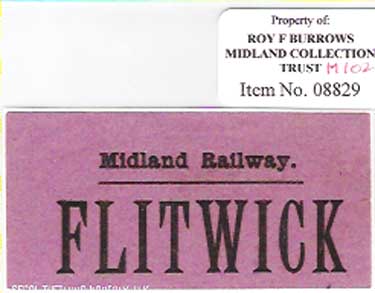 Property of:
ROY F BURROWS
MIDLAND COLLECTION
TRUST M102
Item No. 08829
Midland Railway.
FLITWICK